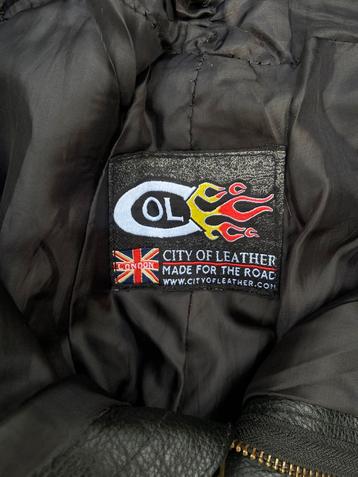 COL
LONDON
CITY OF LEATHER
MADE FOR THE ROAD
WWW.CITYOFLEATHER.COM